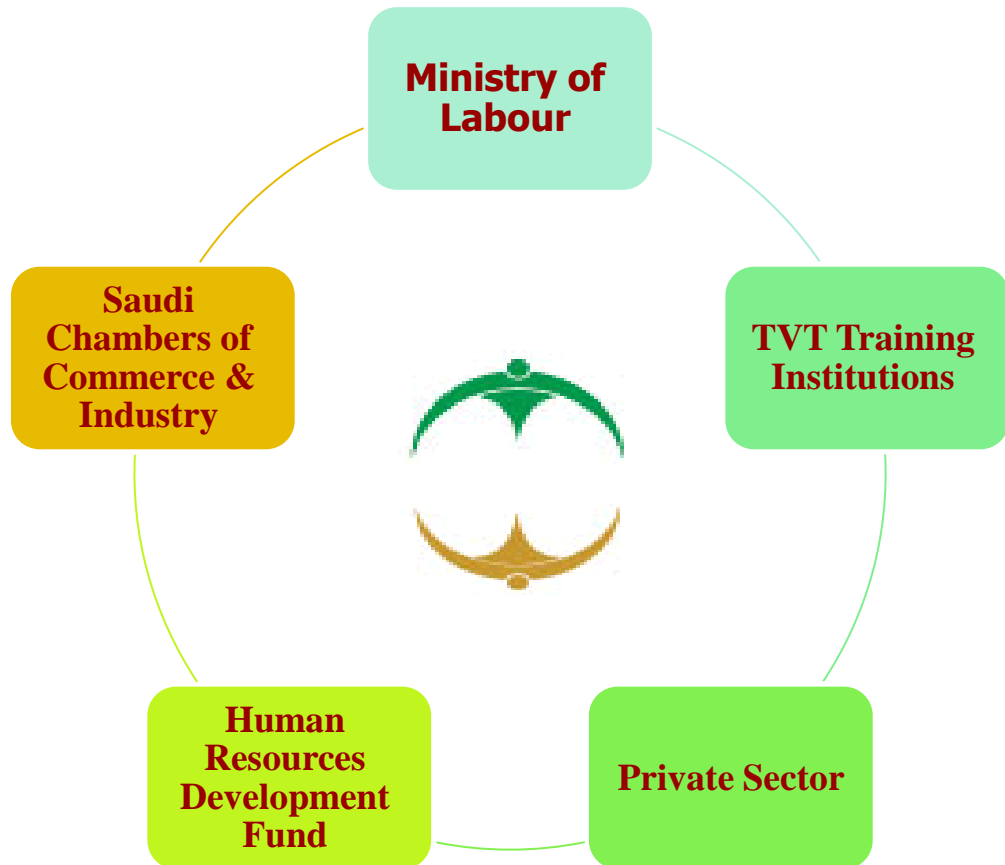 Ministry of
Labour
TVT Training
Institutions
Private Sector
Human
Resources
Development
Fund
Saudi
Chambers of
Commerce &
Industry